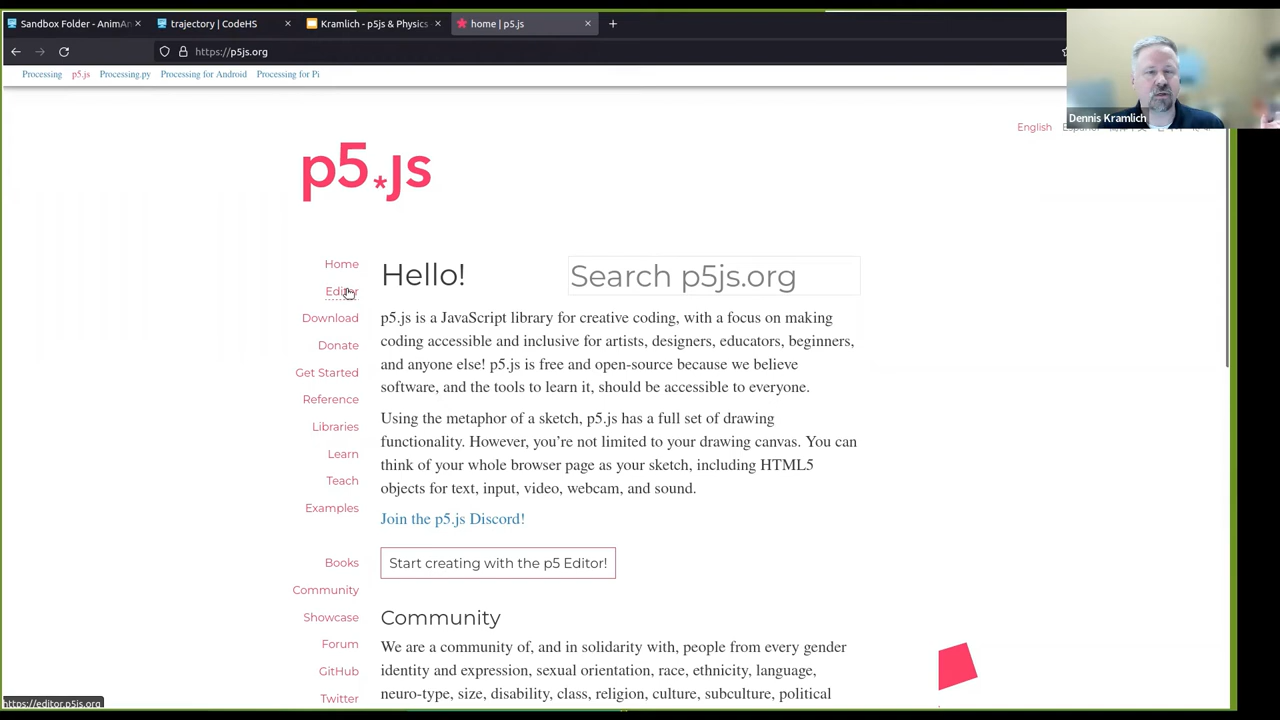 Sandbox Folder - AnimAn
trajectory | CodeHS
Kramlich - p5js & Physics
home | p5.js
https://p5js.org
Processing p5.js Processing.py Processing for Android Processing for Pi
Dennis Kramlich
English
p5*js
Home
Editor
Download
Donate
Get Started
Reference
Libraries
Learn
Teach
Examples
Books
Community
Showcase
Forum
GitHub
Twitter
Hello!
Search p5js.org
p5.js is a JavaScript library for creative coding, with a focus on making
coding accessible and inclusive for artists, designers, educators, beginners,
and anyone else! p5.js is free and open-source because we believe
software, and the tools to learn it, should be accessible to everyone.
Using the metaphor of a sketch, p5.js has a full set of drawing
functionality. However, you're not limited to your drawing canvas. You can
think of your whole browser page as your sketch, including HTML5
objects for text, input, video, webcam, and sound.
Join the p5.js Discord!
Start creating with the p5 Editor!
Community
We are a community of, and in solidarity with, people from every gender
identity and expression, sexual orientation, race, ethnicity, language,
neuro-type, size, disability, class, religion, culture, subculture, political
https://editor.p5js.org